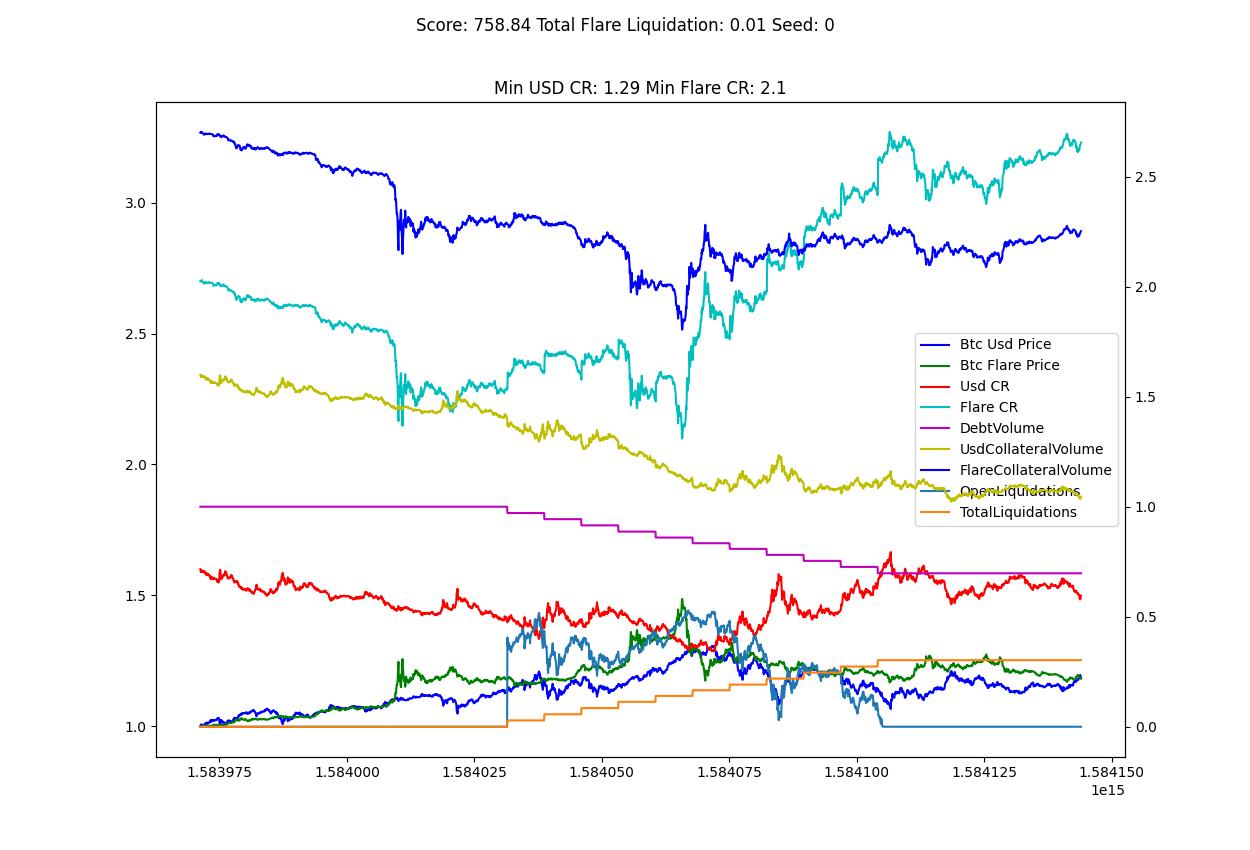 Score: 758.84 Total Flare Liquidation: 0.01 Seed: 0
Min USD CR: 1.29 Min Flare CR: 2.1
3.0
2.5
2.0
1.5
1.0
2.5
2.0
1.5
1.0
0.5
0.0
Btc Usd Price
Btc Flare Price
Usd CR
Flare CR
DebtVolume
UsdCollateralVolume
FlareCollateralVolume
OpenLiquidations
TotalLiquidations
1.583975 1.584000 1.584025 1.584050 1.584075 1.584100 1.584125 1.584150
1e15